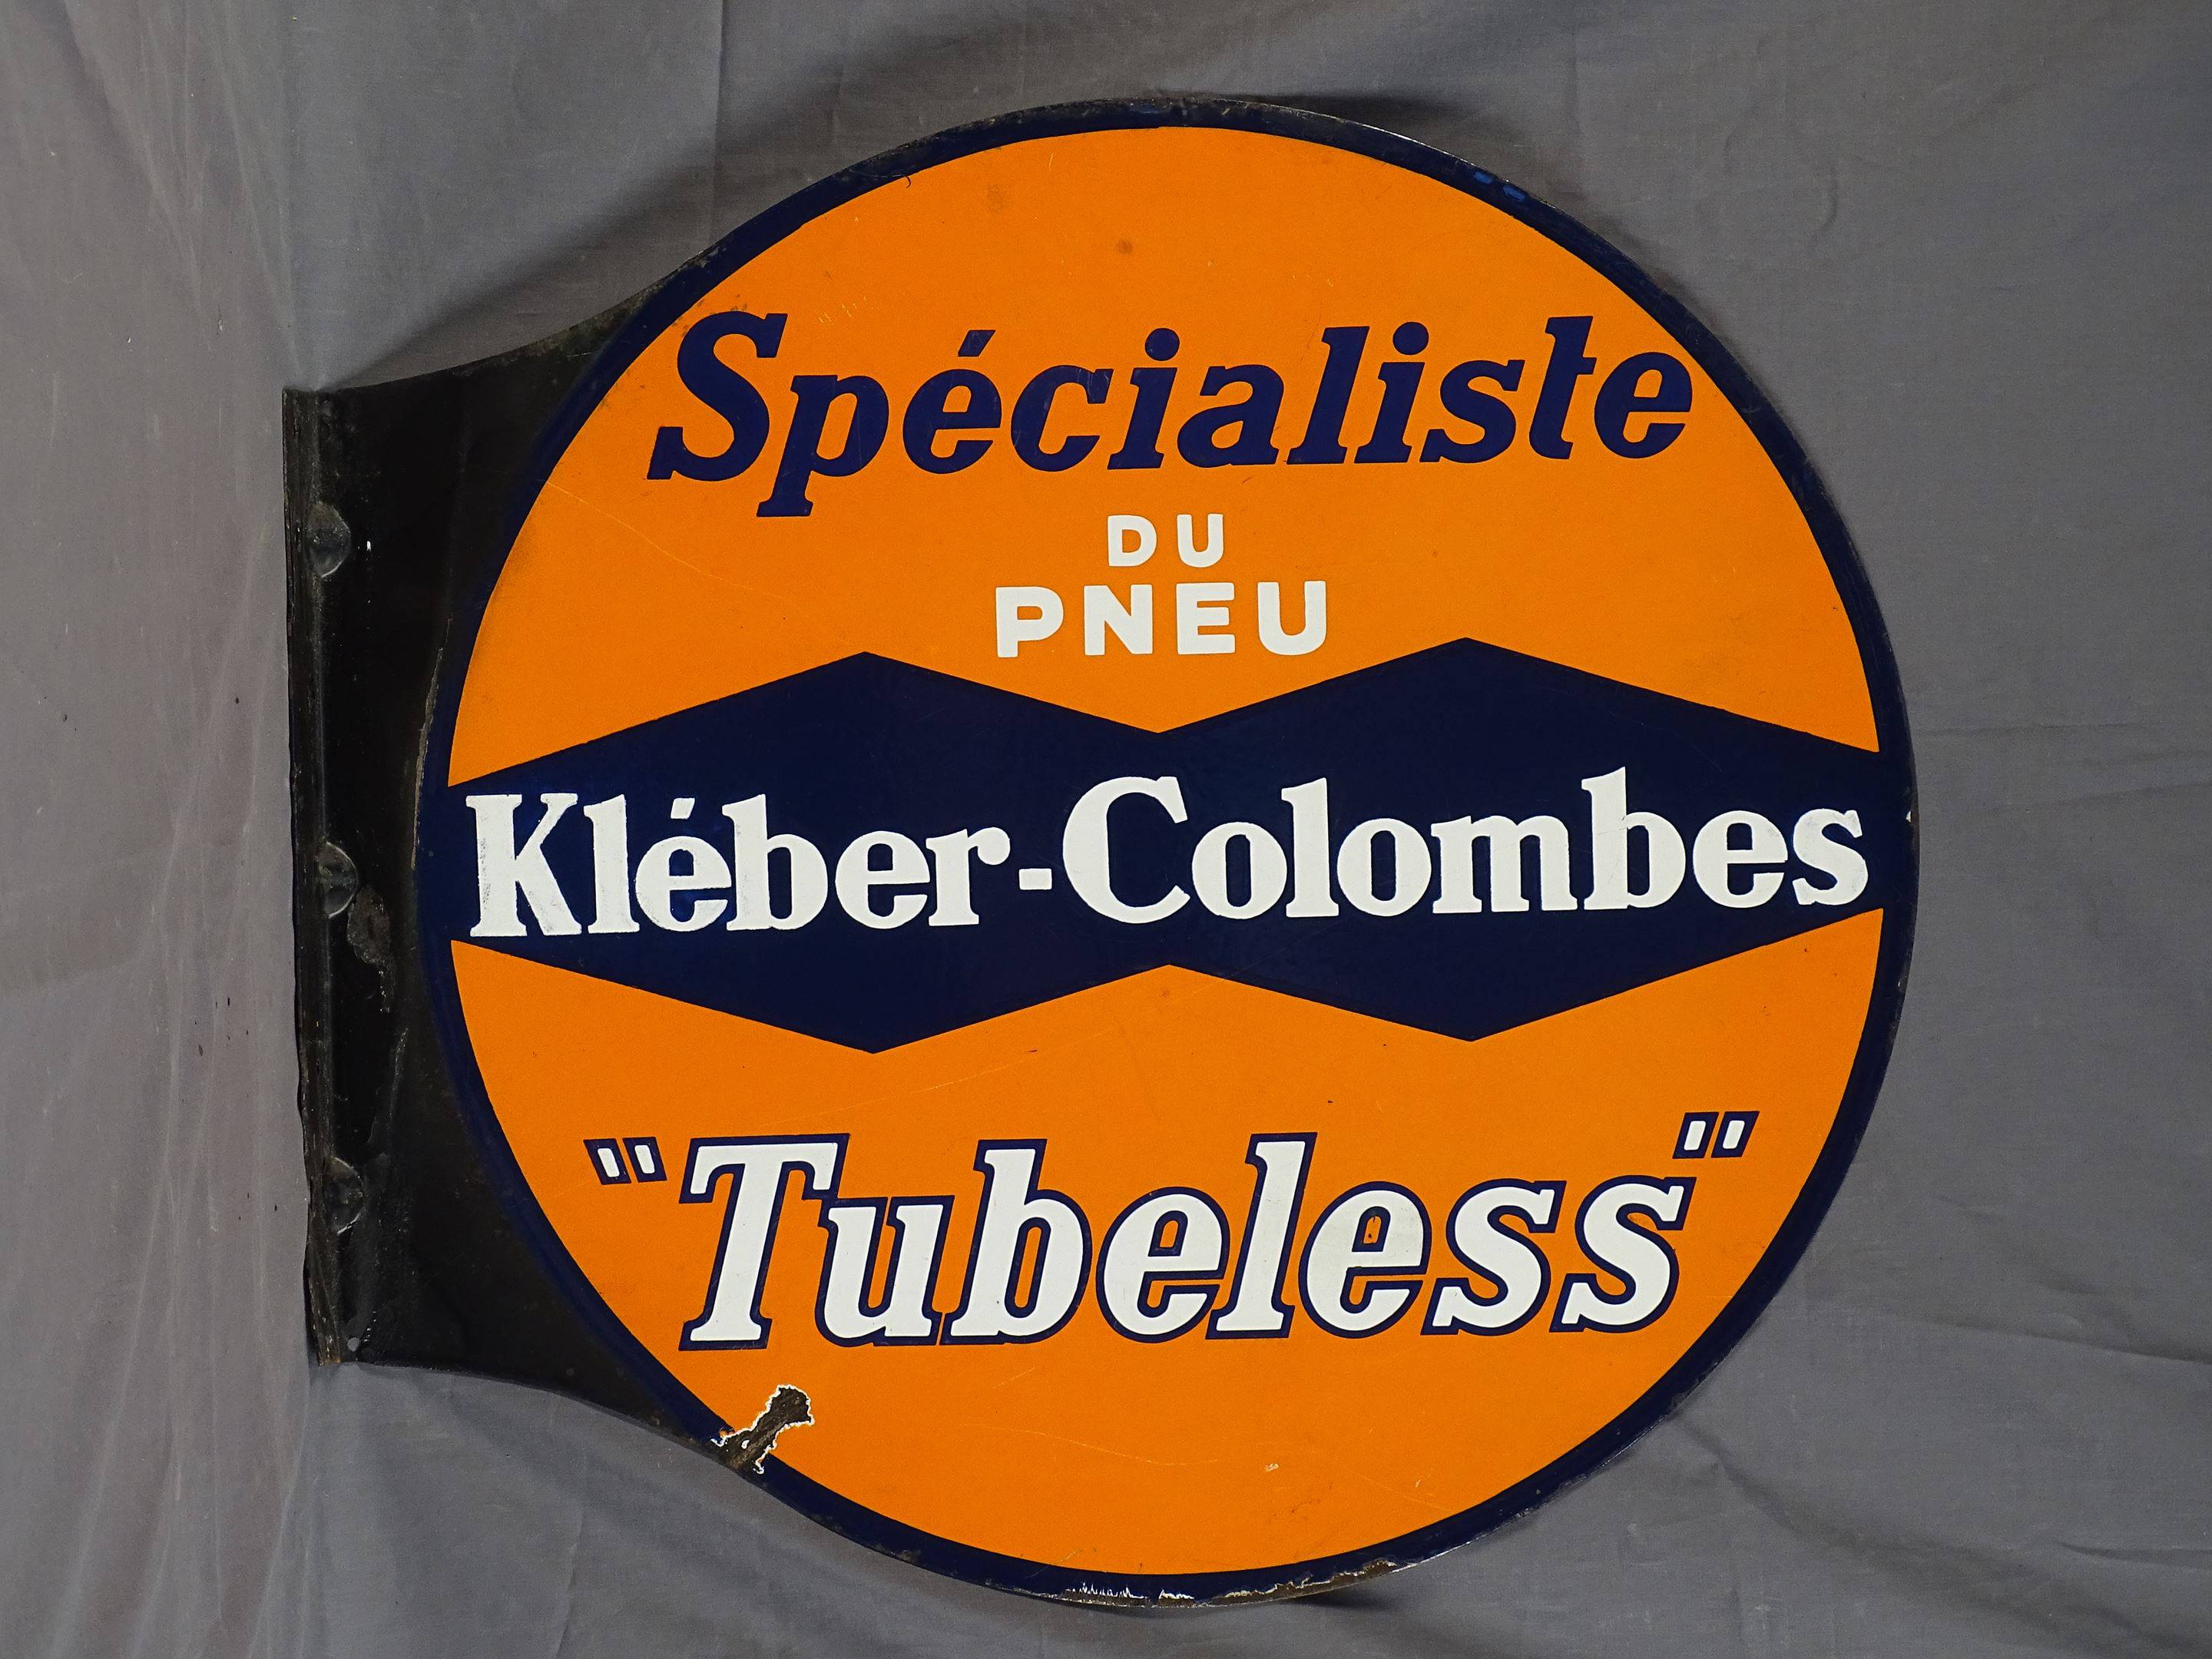 Spécialiste
DU
PNEU
Kléber-Colombes
"Tubeless"